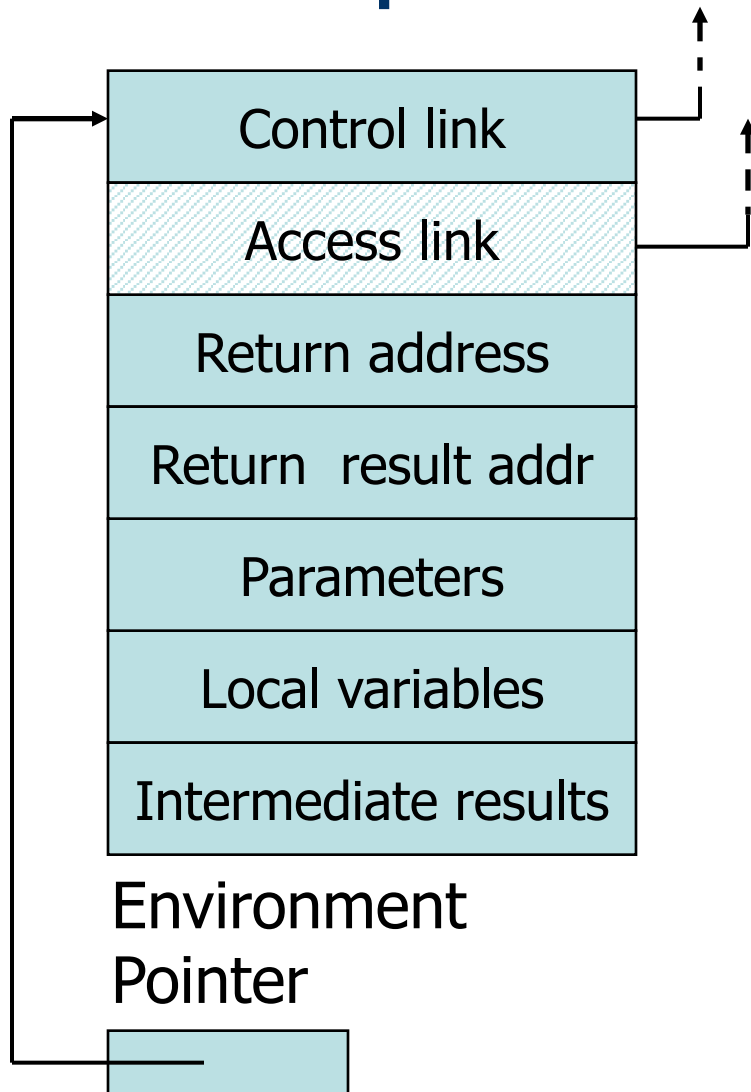 Control link
Access link
Return address
Return  result addr
Parameters
Local variables
Intermediate results
Environment
Pointer